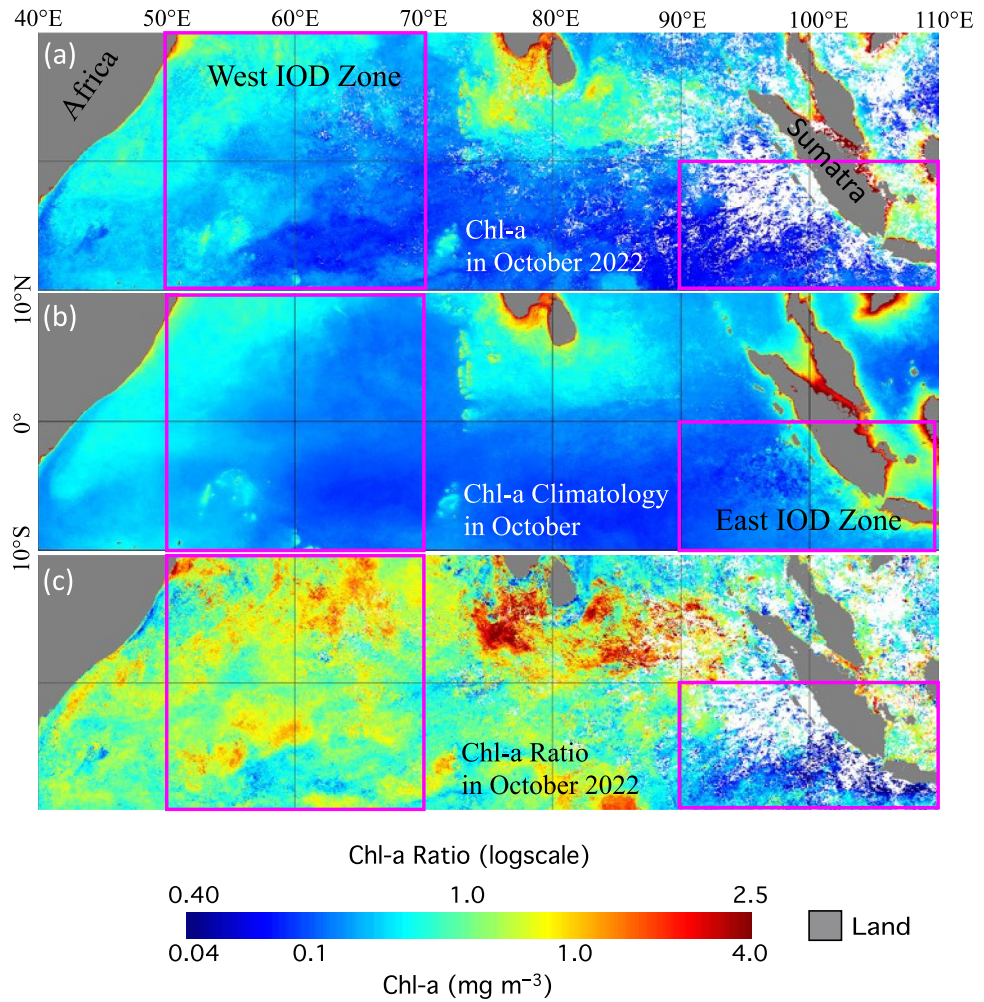 40°E 50°E 60°E 70°E 80°E 90°E 100°E 110°E
(a)
Africa
West IOD Zone
Sumatra
Chl-a
in October 2022
10°N
(b)
0°
Chl-a Climatology
in October
East IOD Zone
10°S
(c)
Chl-a Ratio
in October 2022
Chl-a Ratio (logscale)
0.40 1.0 2.5
Land
0.04 0.1 1.0 4.0
Chl-a (mg m⁻³)